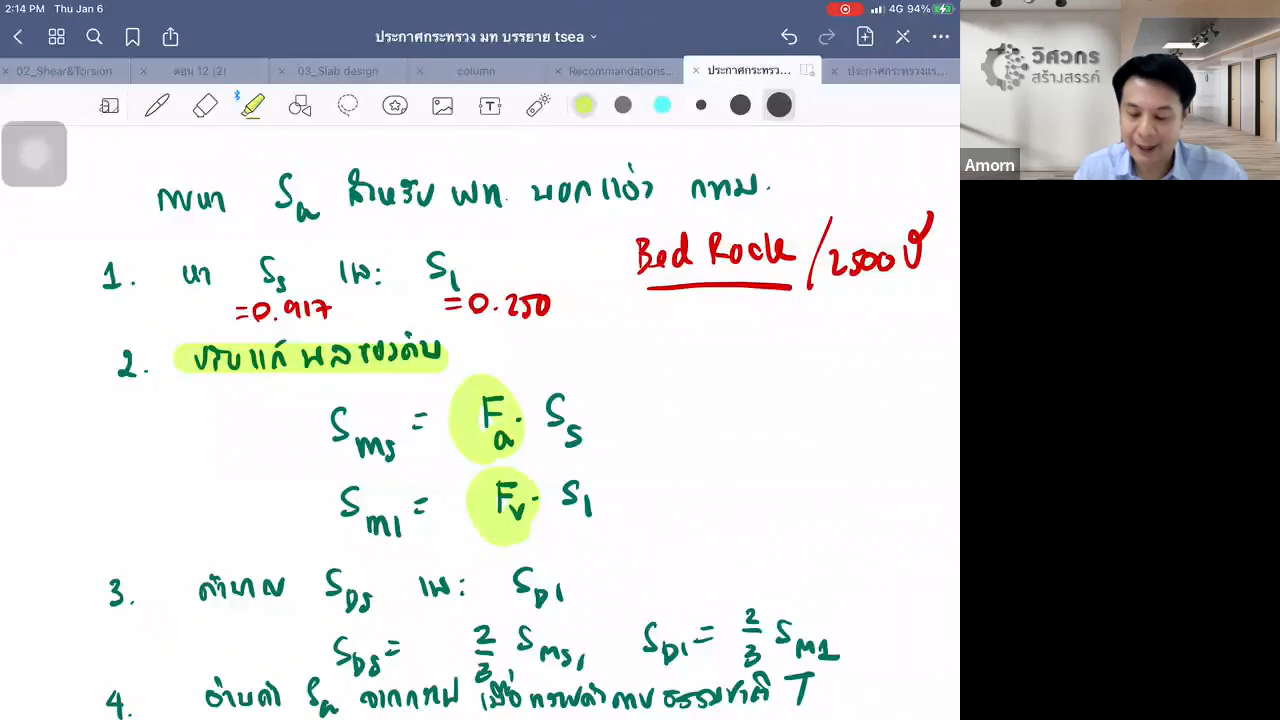 2:14 PM Thu Jan 6
4G 94%
ประกาศกระทรวง มท บรรยาย tsea
02_Shear&Torsion
ตอน 12 (2)
03_Slab design
column
Recommandations...
ประกาศกระทรว...
ประกาศกระทรวงแร...
วิศวกร
สร้างสรรค์
Amorn
การหา Sa สำหรับ พท. นอกแอ่ง กทม.
Bed Rock / 2500 ปี
1. หา Ss และ S1
=0.917 =0.250
2. ปรับแก้ ผลของดิน
SMS = Fa · Ss
SM1 = Fv · S1
3. คำนวณ SDS และ SD1
SDS = 2/3 SMS, SD1 = 2/3 SM1
4. อ่านค่า Sa จากกราฟ เมื่อทราบค่าคาบธรรมชาติ T